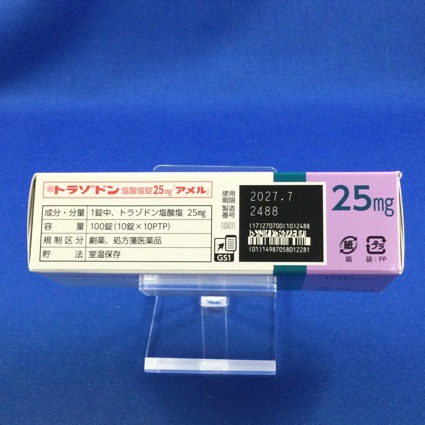 トラゾドン塩酸塩錠25mg「アメル」
成分・分量 1錠中、トラゾドン塩酸塩 25mg
容量 100錠(10錠×10PTP)
規制区分 劇薬、処方箋医薬品
貯法 室温保存
GS1
使用期限
製造番号
GS1
2027.7
2488
(17)270700(10)2488
(01)14987058012281
25mg
紙
箱
プラ
袋:PP